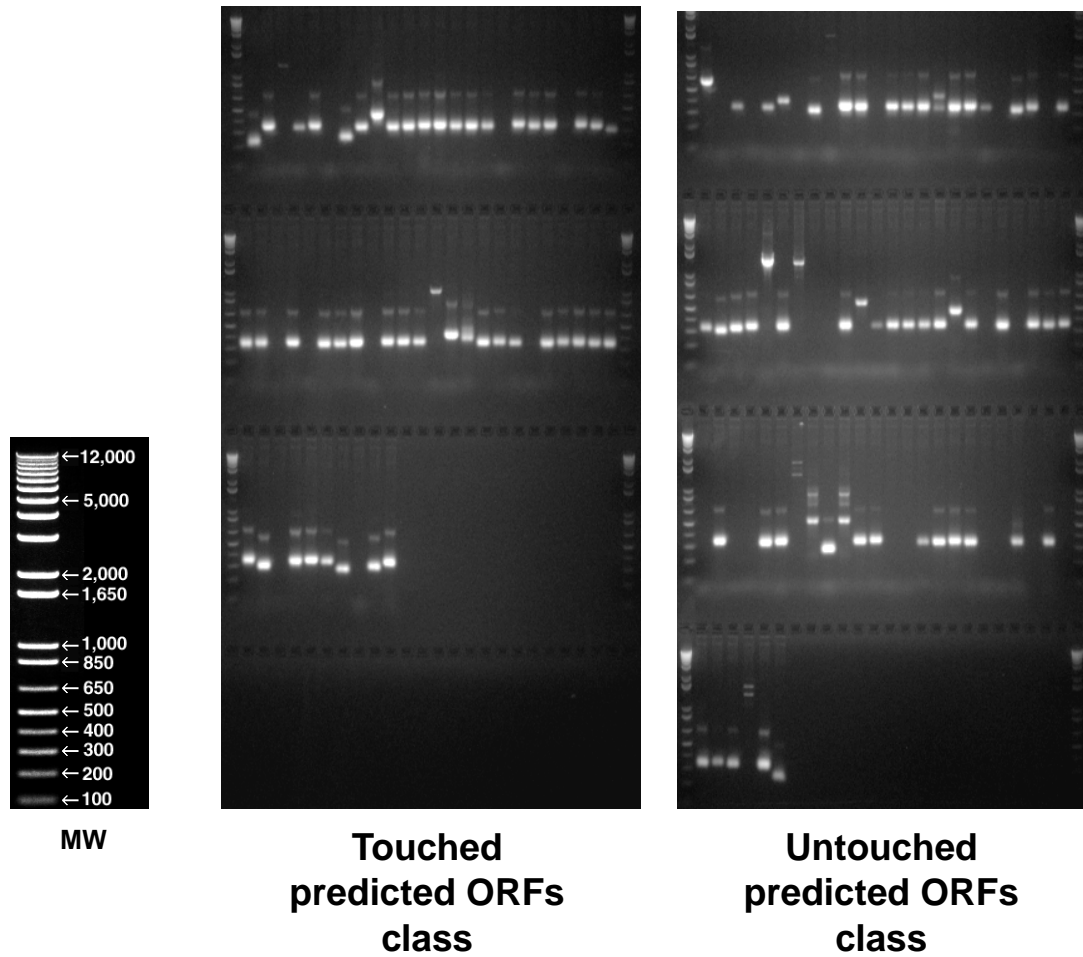 ←12,000
←5,000
←2,000
←1,650
←1,000
←850
←650
←500
←400
←300
←200
←100
MW
Touched
predicted ORFs
class
Untouched
predicted ORFs
class